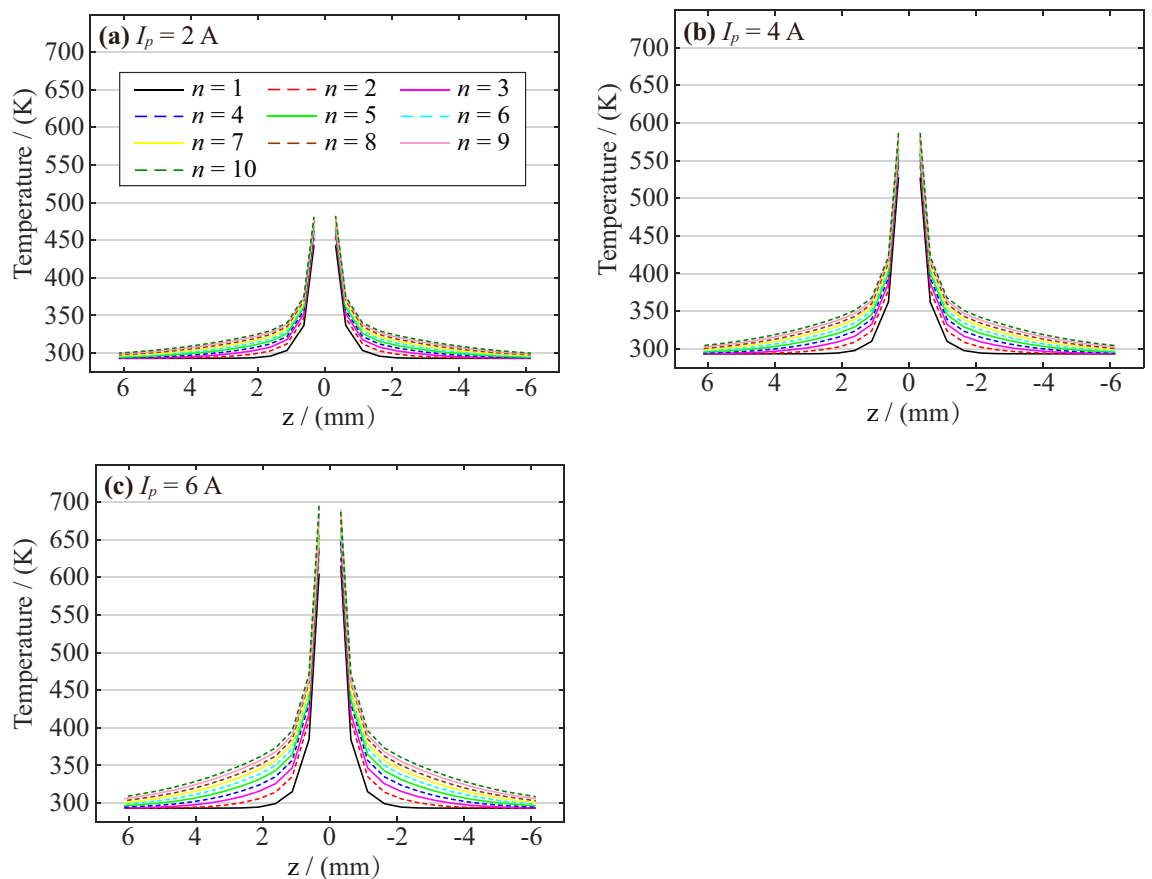 (a) I_p = 2 A
700
650
600
550
500
450
400
350
300
Temperature / (K)
n = 1 n = 2 n = 3
n = 4 n = 5 n = 6
n = 7 n = 8 n = 9
n = 10
6 4 2 0 -2 -4 -6
z / (mm)
(b) I_p = 4 A
700
650
600
550
500
450
400
350
300
Temperature / (K)
6 4 2 0 -2 -4 -6
z / (mm)
(c) I_p = 6 A
700
650
600
550
500
450
400
350
300
Temperature / (K)
6 4 2 0 -2 -4 -6
z / (mm)